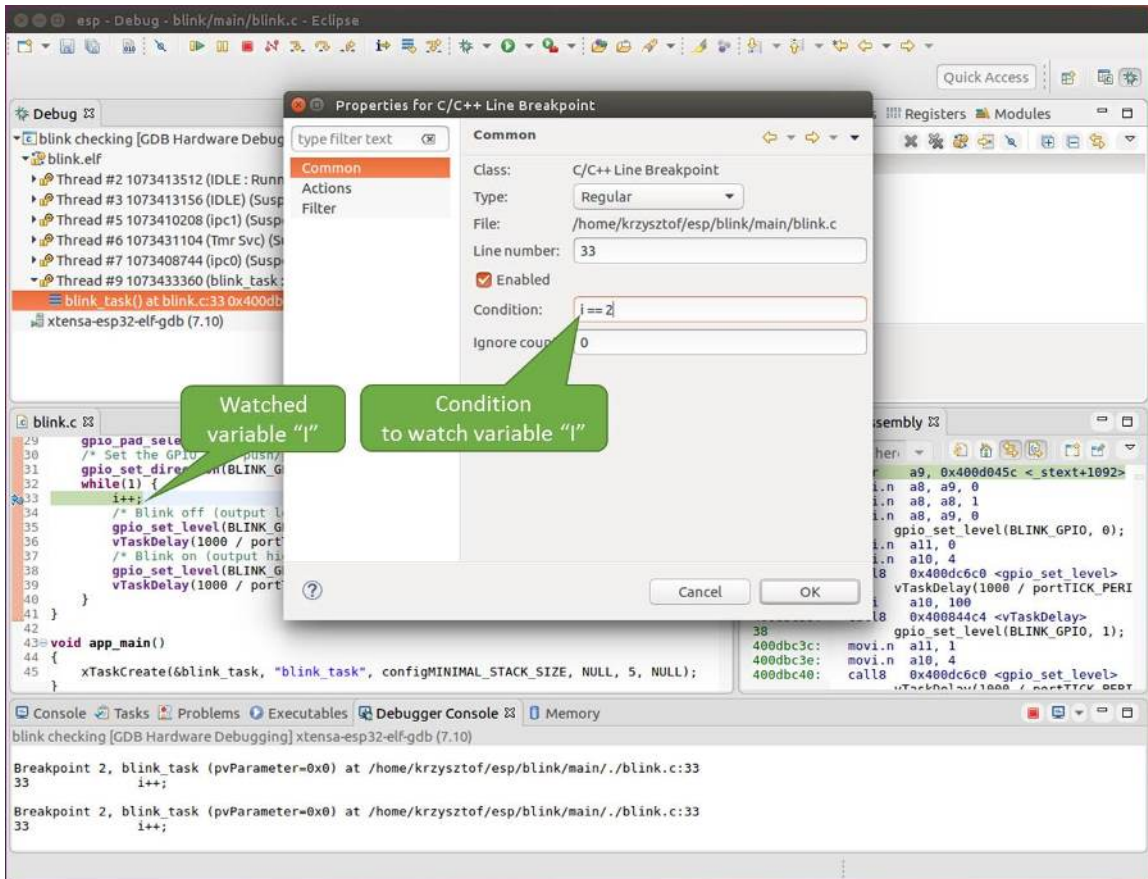 esp - Debug - blink/main/blink.c - Eclipse
Quick Access
Debug
Registers Modules
blink checking [GDB Hardware Debug
blink.elf
Thread #2 1073413512 (IDLE : Runn
Thread #3 1073413156 (IDLE) (Susp
Thread #5 1073410208 (ipc1) (Susp
Thread #6 1073431104 (Tmr Svc) (S
Thread #7 1073408744 (ipc0) (Susp
Thread #9 1073433360 (blink_task :
blink_task() at blink.c:33 0x400db
xtensa-esp32-elf-gdb (7.10)
Properties for C/C++ Line Breakpoint
type filter text
Common
Actions
Filter
Common
Class: C/C++ Line Breakpoint
Type: Regular
File: /home/krzysztof/esp/blink/main/blink.c
Line number: 33
Enabled
Condition: i == 2
Ignore coun 0
Cancel OK
Watched
variable “I”
Condition
to watch variable “I”
blink.c
29 gpio_pad_sele
30 /* Set the GPIO push/
31 gpio_set_dire on(BLINK_G
32 while(1) {
33 i++;
34 /* Blink off (output l
35 gpio_set_level(BLINK_G
36 vTaskDelay(1000 / port
37 /* Blink on (output hi
38 gpio_set_level(BLINK_G
39 vTaskDelay(1000 / port
40 }
41 }
42
43 void app_main()
44 {
45 xTaskCreate(&blink_task, "blink_task", configMINIMAL_STACK_SIZE, NULL, 5, NULL);
}
sembly
her
r a9, 0x400d045c <_stext+1092>
i.n a8, a9, 0
i.n a8, a8, 1
i.n a8, a9, 0
gpio_set_level(BLINK_GPIO, 0);
i.n a11, 0
i.n a10, 4
l8 0x400dc6c0 <gpio_set_level>
vTaskDelay(1000 / portTICK_PERI
i a10, 100
l8 0x400844c4 <vTaskDelay>
38 gpio_set_level(BLINK_GPIO, 1);
400dbc3c: movi.n a11, 1
400dbc3e: movi.n a10, 4
400dbc40: call8 0x400dc6c0 <gpio_set_level>
vTaskDelay(1000 / portTICK_PERI
Console Tasks Problems Executables Debugger Console Memory
blink checking [GDB Hardware Debugging] xtensa-esp32-elf-gdb (7.10)
Breakpoint 2, blink_task (pvParameter=0x0) at /home/krzysztof/esp/blink/main/./blink.c:33
33 i++;
Breakpoint 2, blink_task (pvParameter=0x0) at /home/krzysztof/esp/blink/main/./blink.c:33
33 i++;